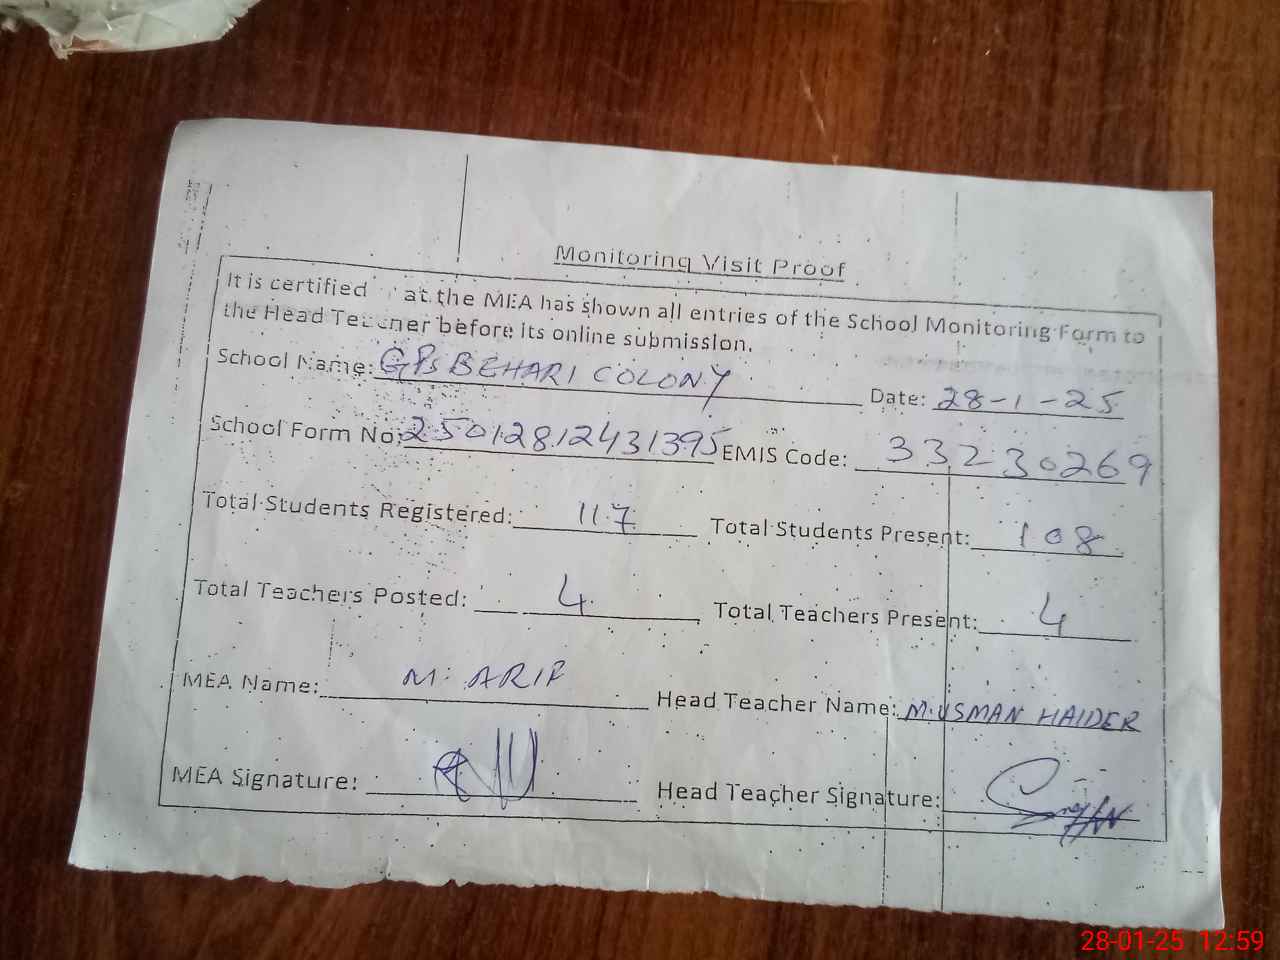 Monitoring Visit Proof
It is certified at the MEA has shown all entries of the School Monitoring Form to
the Head Teacher before its online submission.
School Name: GPS BEHARI COLONY Date: 28-1-25
School Form No: 25012812431395 EMIS Code: 33230269
Total Students Registered: 117 Total Students Present: 108
Total Teachers Posted: 4 Total Teachers Present: 4
MEA Name: M. ARIF Head Teacher Name: M.USMAN HAIDER
MEA Signature: Head Teacher Signature:
28-01-25 12:59